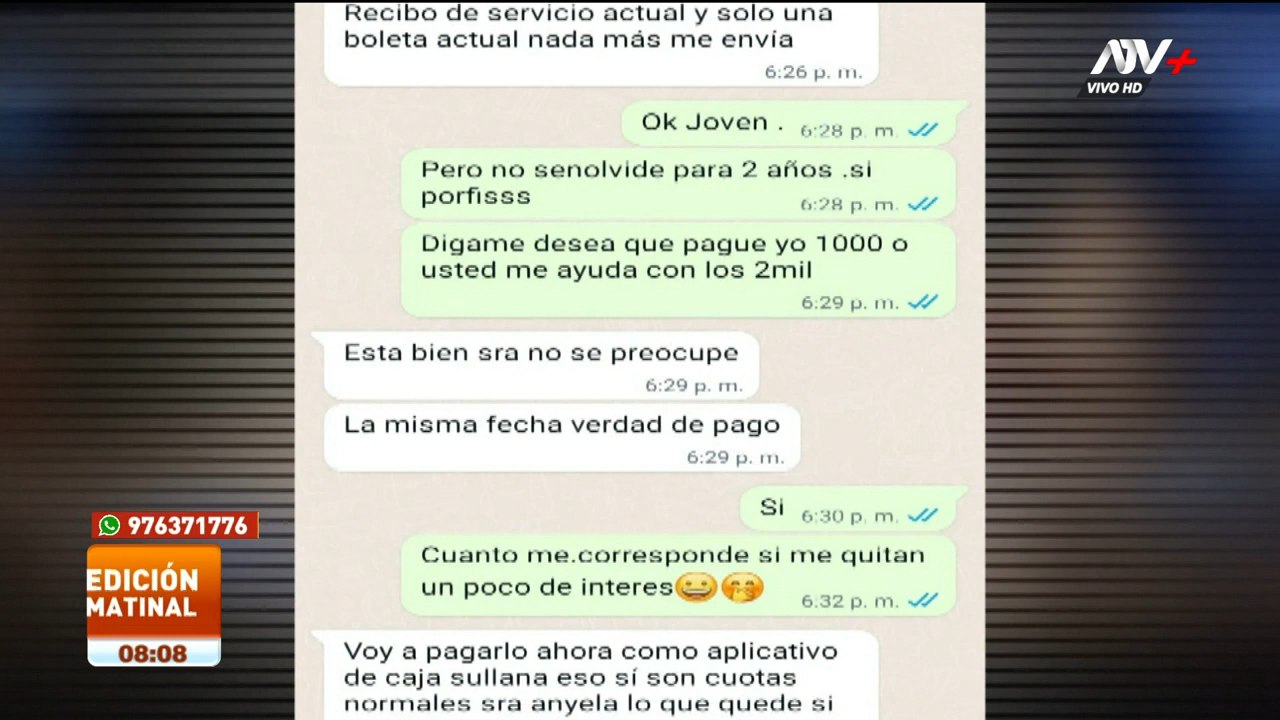 Recibo de servicio actual y solo una
boleta actual nada más me envía
6:26 p. m.
ATV+
VIVO HD
Ok Joven .
6:28 p. m.
Pero no senolvide para 2 años .si
porfisss
6:28 p. m.
Digame desea que pague yo 1000 o
usted me ayuda con los 2mil
6:29 p. m.
Esta bien sra no se preocupe
6:29 p. m.
La misma fecha verdad de pago
6:29 p. m.
Si
6:30 p. m.
Cuanto me.corresponde si me quitan
un poco de interes😀🤭
6:32 p. m.
Voy a pagarlo ahora como aplicativo
de caja sullana eso sí son cuotas
normales sra anyela lo que quede si
976371776
EDICIÓN
MATINAL
08:08